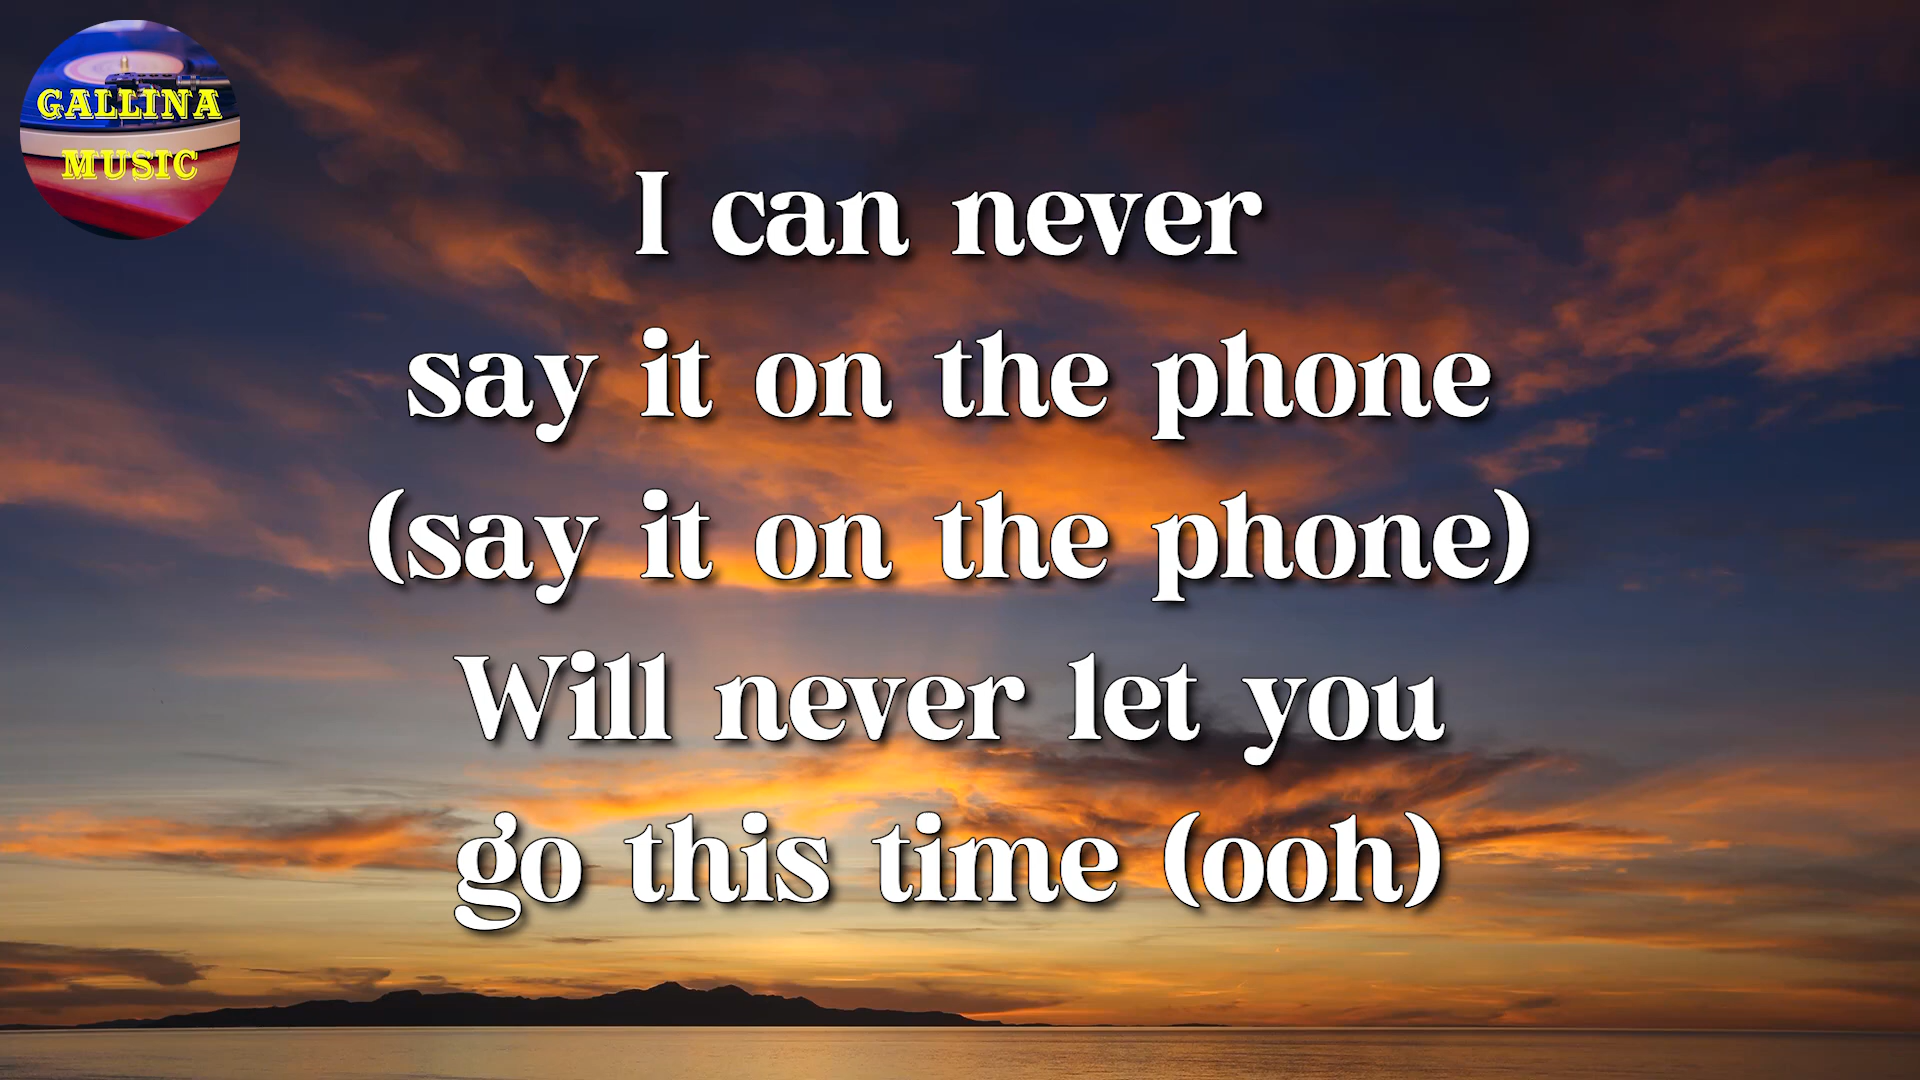 GALLINA
MUSIC
I can never
say it on the phone
(say it on the phone)
Will never let you
go this time (ooh)